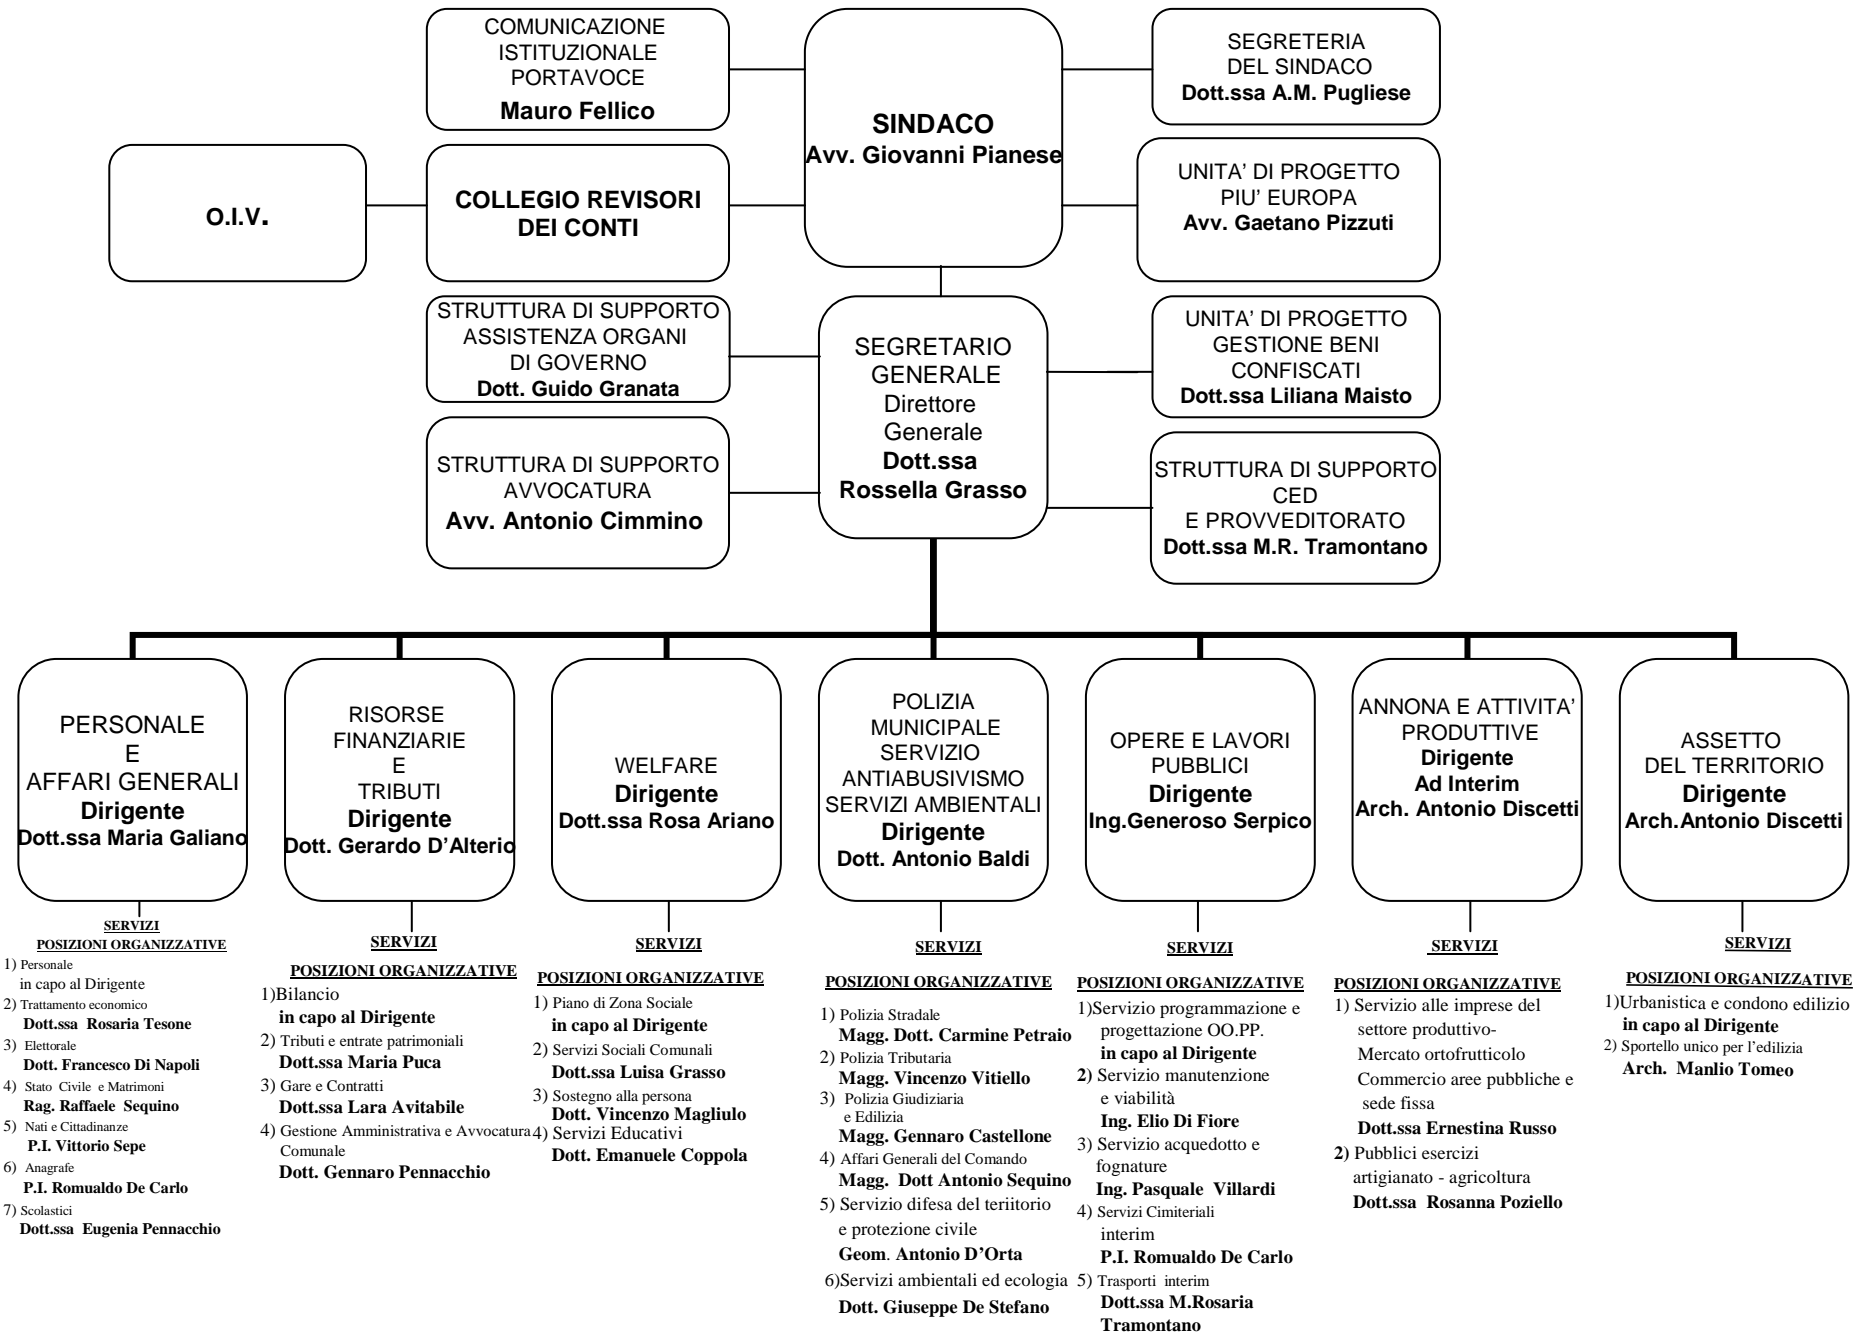 COMUNICAZIONE
ISTITUZIONALE
PORTAVOCE
Mauro Fellico
SINDACO
Avv. Giovanni Pianese
SEGRETERIA
DEL SINDACO
Dott.ssa A.M. Pugliese
O.I.V.
COLLEGIO REVISORI
DEI CONTI
UNITA’ DI PROGETTO
PIU’ EUROPA
Avv. Gaetano Pizzuti
STRUTTURA DI SUPPORTO
ASSISTENZA ORGANI
DI GOVERNO
Dott. Guido Granata
SEGRETARIO
GENERALE
Direttore
Generale
Dott.ssa
Rossella Grasso
UNITA’ DI PROGETTO
GESTIONE BENI
CONFISCATI
Dott.ssa Liliana Maisto
STRUTTURA DI SUPPORTO
AVVOCATURA
Avv. Antonio Cimmino
STRUTTURA DI SUPPORTO
CED
E PROVVEDITORATO
Dott.ssa M.R. Tramontano
PERSONALE
E
AFFARI GENERALI
Dirigente
Dott.ssa Maria Galiano
RISORSE
FINANZIARIE
E
TRIBUTI
Dirigente
Dott. Gerardo D’Alterio
WELFARE
Dirigente
Dott.ssa Rosa Ariano
POLIZIA
MUNICIPALE
SERVIZIO
ANTIABUSIVISMO
SERVIZI AMBIENTALI
Dirigente
Dott. Antonio Baldi
OPERE E LAVORI
PUBBLICI
Dirigente
Ing.Generoso Serpico
ANNONA E ATTIVITA’
PRODUTTIVE
Dirigente
Ad Interim
Arch. Antonio Discetti
ASSETTO
DEL TERRITORIO
Dirigente
Arch.Antonio Discetti
SERVIZI
POSIZIONI ORGANIZZATIVE
1) Personale
in capo al Dirigente
2) Trattamento economico
Dott.ssa Rosaria Tesone
3) Elettorale
Dott. Francesco Di Napoli
4) Stato Civile e Matrimoni
Rag. Raffaele Sequino
5) Nati e Cittadinanze
P.I. Vittorio Sepe
6) Anagrafe
P.I. Romualdo De Carlo
7) Scolastici
Dott.ssa Eugenia Pennacchio
SERVIZI
POSIZIONI ORGANIZZATIVE
1)Bilancio
in capo al Dirigente
2) Tributi e entrate patrimoniali
Dott.ssa Maria Puca
3) Gare e Contratti
Dott.ssa Lara Avitabile
4) Gestione Amministrativa e Avvocatura
Comunale
Dott. Gennaro Pennacchio
SERVIZI
POSIZIONI ORGANIZZATIVE
1) Piano di Zona Sociale
in capo al Dirigente
2) Servizi Sociali Comunali
Dott.ssa Luisa Grasso
3) Sostegno alla persona
Dott. Vincenzo Magliulo
4) Servizi Educativi
Dott. Emanuele Coppola
SERVIZI
POSIZIONI ORGANIZZATIVE
1) Polizia Stradale
Magg. Dott. Carmine Petraio
2) Polizia Tributaria
Magg. Vincenzo Vitiello
3) Polizia Giudiziaria
e Edilizia
Magg. Gennaro Castellone
4) Affari Generali del Comando
Magg. Dott Antonio Sequino
5) Servizio difesa del teriitorio
e protezione civile
Geom. Antonio D’Orta
6)Servizi ambientali ed ecologia
Dott. Giuseppe De Stefano
SERVIZI
POSIZIONI ORGANIZZATIVE
1)Servizio programmazione e
progettazione OO.PP.
in capo al Dirigente
2) Servizio manutenzione
e viabilità
Ing. Elio Di Fiore
3) Servizio acquedotto e
fognature
Ing. Pasquale Villardi
4) Servizi Cimiteriali
interim
P.I. Romualdo De Carlo
5) Trasporti interim
Dott.ssa M.Rosaria
Tramontano
SERVIZI
POSIZIONI ORGANIZZATIVE
1) Servizio alle imprese del
settore produttivo-
Mercato ortofrutticolo
Commercio aree pubbliche e
sede fissa
Dott.ssa Ernestina Russo
2) Pubblici esercizi
artigianato - agricoltura
Dott.ssa Rosanna Poziello
SERVIZI
POSIZIONI ORGANIZZATIVE
1)Urbanistica e condono edilizio
in capo al Dirigente
2) Sportello unico per l’edilizia
Arch. Manlio Tomeo